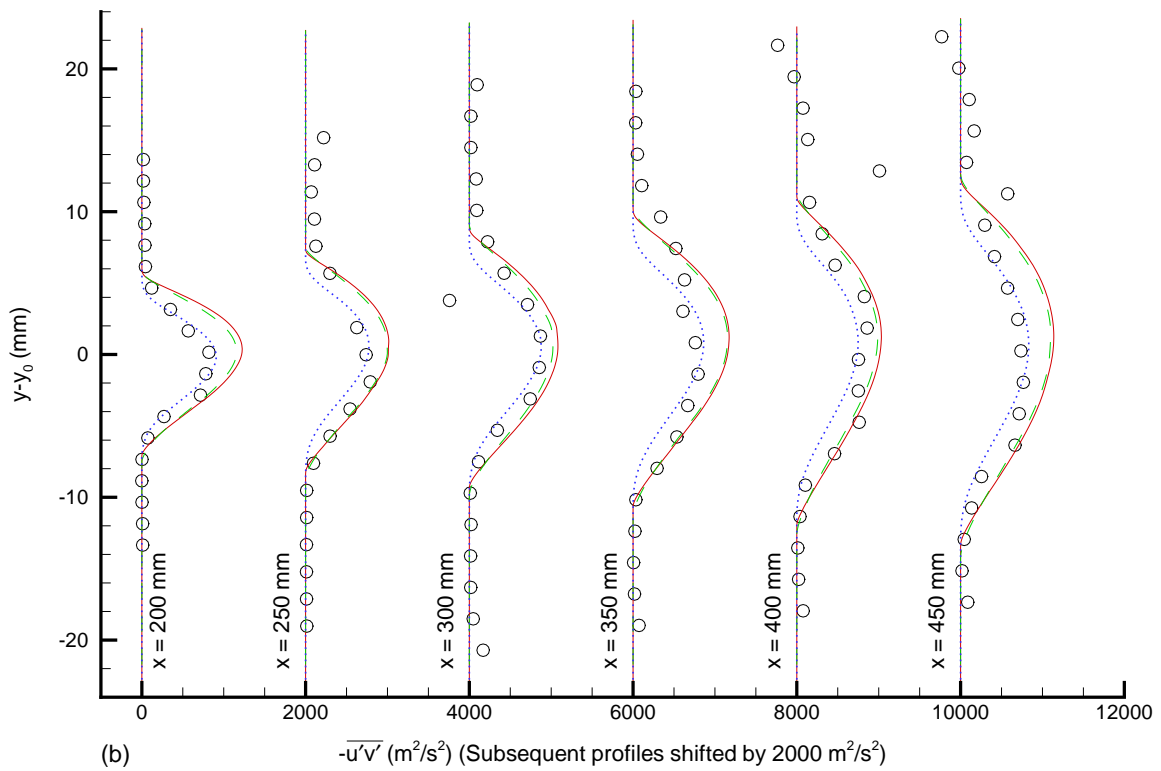 20
10
0
-10
-20
y-y₀ (mm)
x = 200 mm
x = 250 mm
x = 300 mm
x = 350 mm
x = 400 mm
x = 450 mm
0 2000 4000 6000 8000 10000 12000
(b) -u′v′ (m²/s²) (Subsequent profiles shifted by 2000 m²/s²)